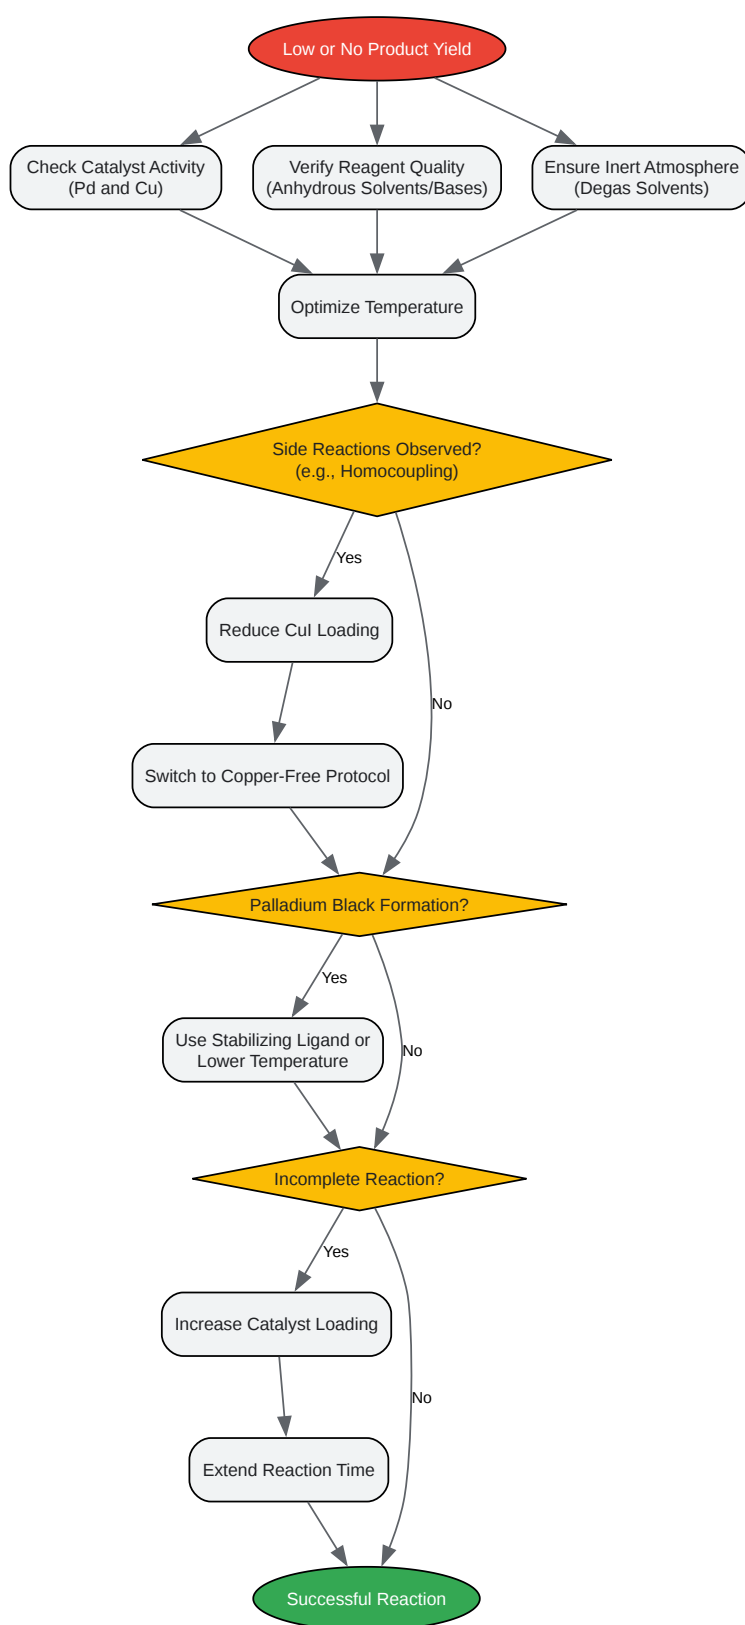 Low or No Product Yield
Check Catalyst Activity
(Pd and Cu)
Verify Reagent Quality
(Anhydrous Solvents/Bases)
Ensure Inert Atmosphere
(Degas Solvents)
Optimize Temperature
Side Reactions Observed?
(e.g., Homocoupling)
Yes
Reduce CuI Loading
No
Switch to Copper-Free Protocol
Palladium Black Formation?
Yes
Use Stabilizing Ligand or
Lower Temperature
No
Incomplete Reaction?
Yes
Increase Catalyst Loading
No
Extend Reaction Time
Successful Reaction